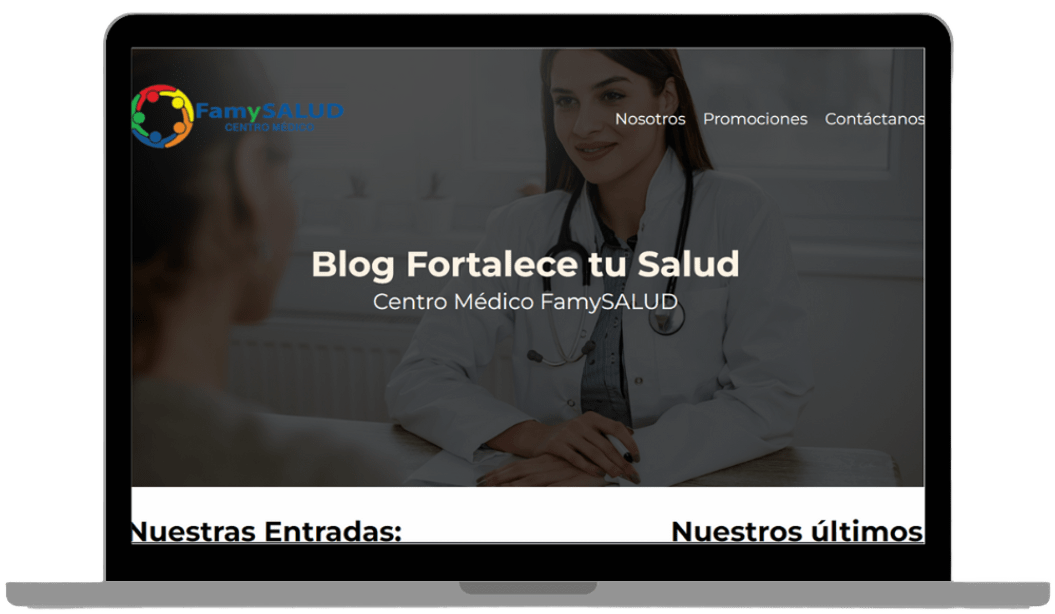 FamySALUD
CENTRO MÉDICO
Nosotros Promociones Contáctanos
Blog Fortalece tu Salud
Centro Médico FamySALUD
Nuestras Entradas:
Nuestros últimos